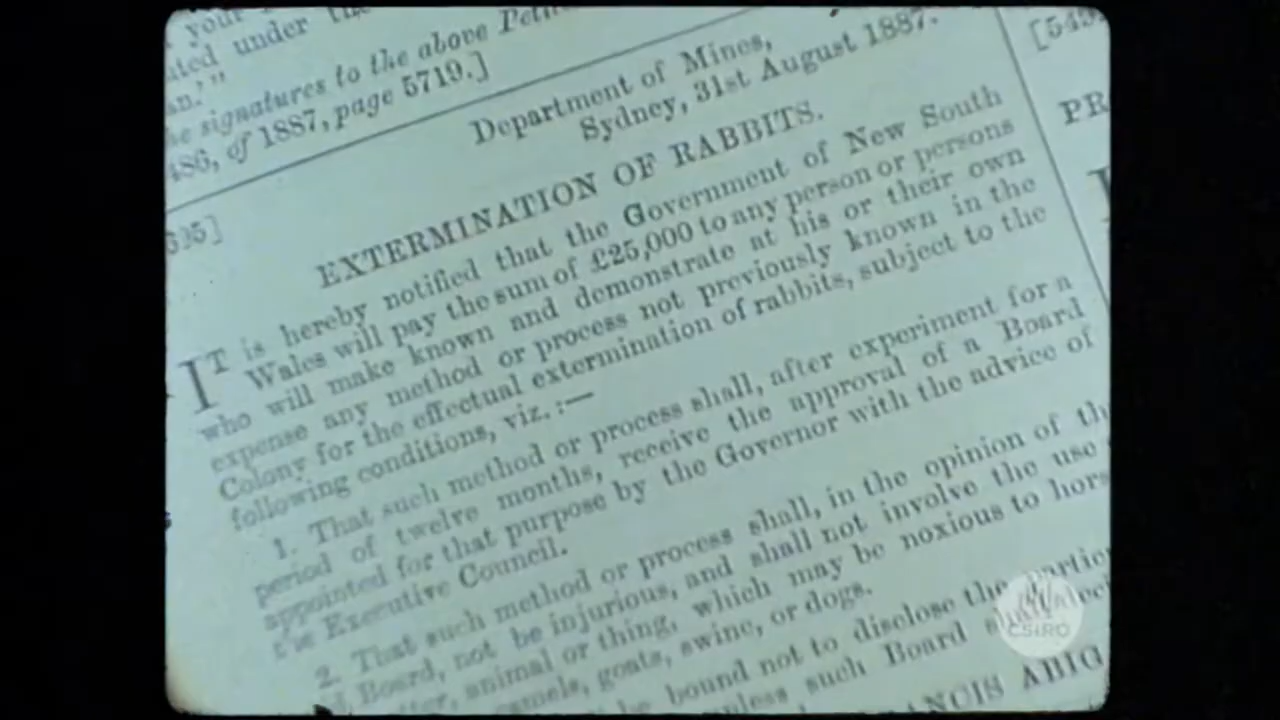 your
ated under the
an."
he signatures to the above
486, of 1887, page 5719.]
Department of Mines,
Sydney, 31st August 1887.
EXTERMINATION OF RABBITS.
IT is hereby notified that the Government of New South
Wales will pay the sum of £25,000 to any person or persons
who will make known and demonstrate at his or their own
expense any method or process not previously known in the
Colony for the effectual extermination of rabbits, subject to the
following conditions, viz.:—
1. That such method or process shall, after experiment for a
period of twelve months, receive the approval of a Board
appointed for that purpose by the Governor with the advice of
the Executive Council.
2. That such method or process shall, in the opinion of th
Board, not be injurious, and shall not involve the use
animal or thing, which may be noxious to hors
camels, goats, swine, or dogs.
be bound not to disclose the partic
such Board
ANCIS ABIG
PR
CSIRO